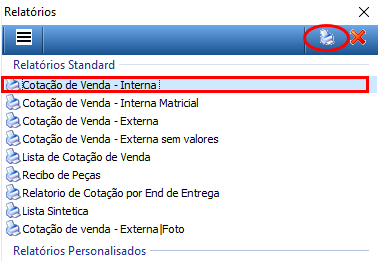 Relatórios
Relatórios Standard
Cotação de Venda - Interna
Cotação de Venda - Interna Matricial
Cotação de Venda - Externa
Cotação de Venda - Externa sem valores
Lista de Cotação de Venda
Recibo de Peças
Relatorio de Cotação por End de Entrega
Lista Sintetica
Cotação de venda - Externa|Foto
Relatórios Personalisados